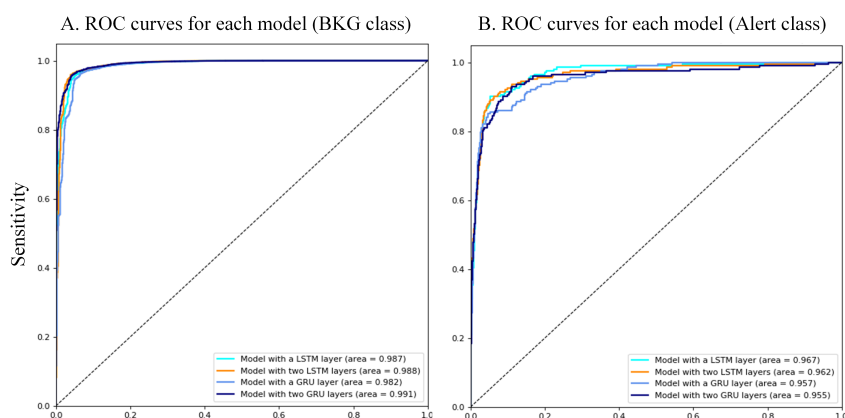 A. ROC curves for each model (BKG class)
Sensitivity
1.0
0.8
0.6
0.4
0.2
0.0
0.0
0.2
0.4
0.6
0.8
1.0
Model with a LSTM layer (area = 0.987)
Model with two LSTM layers (area = 0.988)
Model with a GRU layer (area = 0.982)
Model with two GRU layers (area = 0.991)
B. ROC curves for each model (Alert class)
1.0
0.8
0.6
0.4
0.2
0.0
0.0
0.2
0.4
0.6
0.8
1.0
Model with a LSTM layer (area = 0.967)
Model with two LSTM layers (area = 0.962)
Model with a GRU layer (area = 0.957)
Model with two GRU layers (area = 0.955)